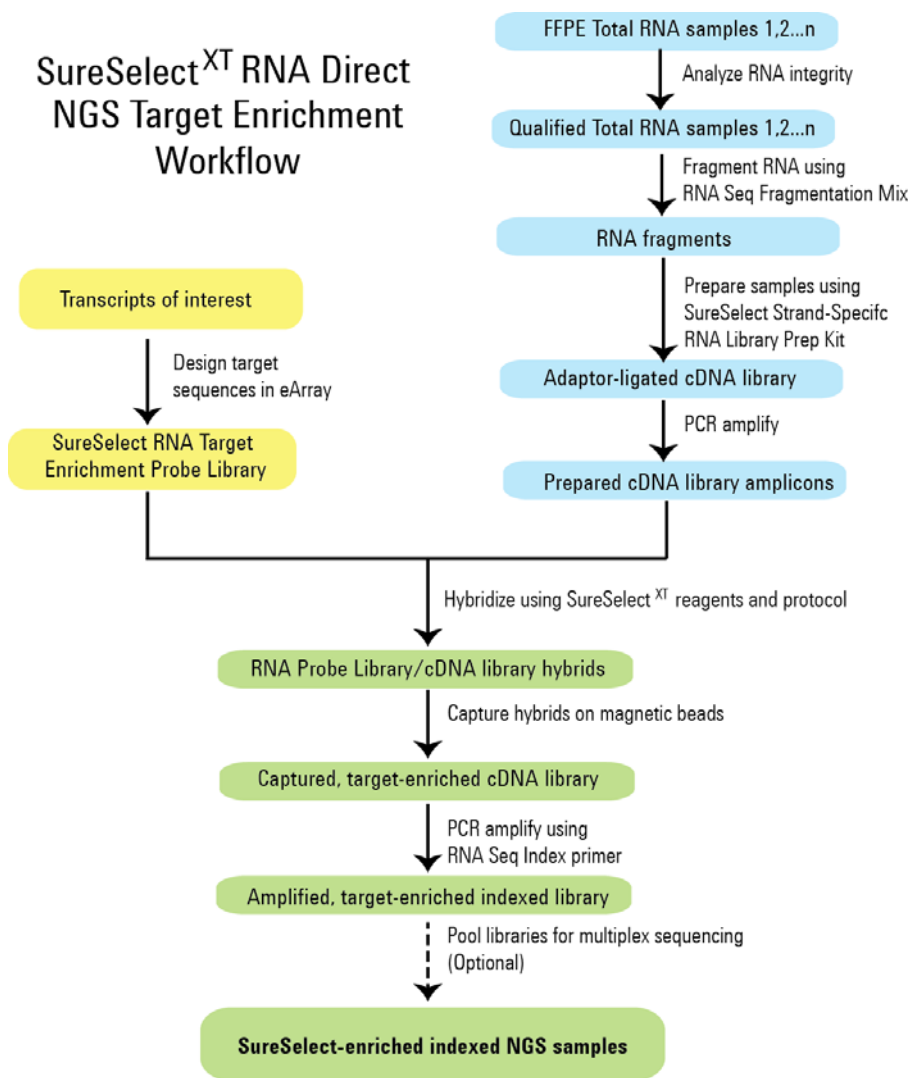 SureSelect XT RNA Direct
NGS Target Enrichment
Workflow
FFPE Total RNA samples 1,2...n
Analyze RNA integrity
Qualified Total RNA samples 1,2...n
Fragment RNA using
RNA Seq Fragmentation Mix
RNA fragments
Prepare samples using
SureSelect Strand-Specifc
RNA Library Prep Kit
Adaptor-ligated cDNA library
PCR amplify
Prepared cDNA library amplicons
Transcripts of interest
Design target
sequences in eArray
SureSelect RNA Target
Enrichment Probe Library
Hybridize using SureSelect XT reagents and protocol
RNA Probe Library/cDNA library hybrids
Capture hybrids on magnetic beads
Captured, target-enriched cDNA library
PCR amplify using
RNA Seq Index primer
Amplified, target-enriched indexed library
Pool libraries for multiplex sequencing
(Optional)
SureSelect-enriched indexed NGS samples